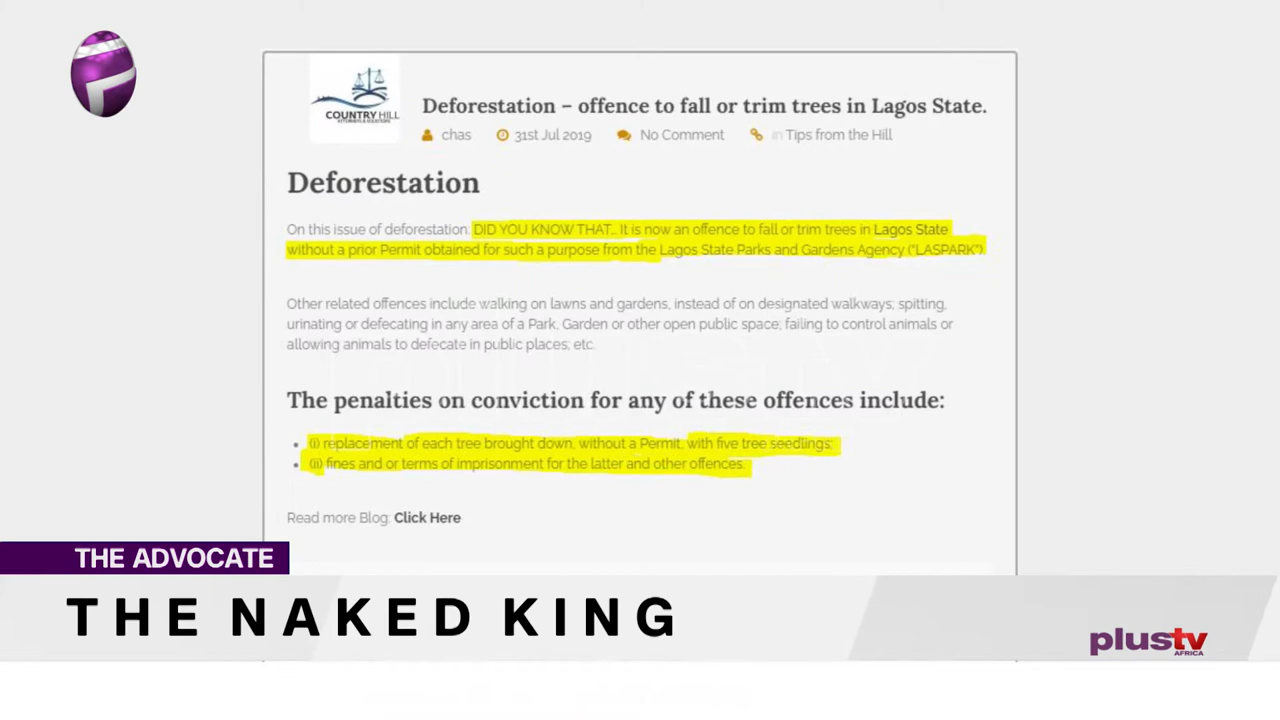 COUNTRY HILL
Deforestation – offence to fall or trim trees in Lagos State.
chas 31st Jul 2019 No Comment in Tips from the Hill
Deforestation
On this issue of deforestation: DID YOU KNOW THAT... It is now an offence to fall or trim trees in Lagos State
without a prior Permit obtained for such a purpose from the Lagos State Parks and Gardens Agency ("LASPARK")
Other related offences include walking on lawns and gardens, instead of on designated walkways; spitting,
urinating or defecating in any area of a Park, Garden or other open public space; failing to control animals or
allowing animals to defecate in public places; etc.
The penalties on conviction for any of these offences include:
(i) replacement of each tree brought down, without a Permit, with five tree seedlings;
(ii) fines and or terms of imprisonment for the latter and other offences.
Read more Blog: Click Here
THE ADVOCATE
THE NAKED KING
plustv
AFRICA